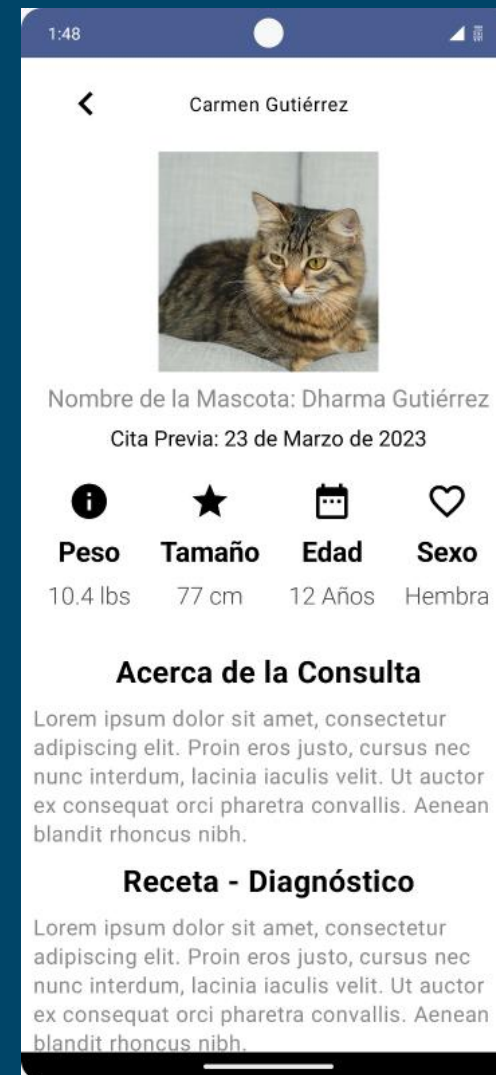 1:48
Carmen Gutiérrez
Nombre de la Mascota: Dharma Gutiérrez
Cita Previa: 23 de Marzo de 2023
Peso Tamaño Edad Sexo
10.4 lbs 77 cm 12 Años Hembra
Acerca de la Consulta
Lorem ipsum dolor sit amet, consectetur
adipiscing elit. Proin eros justo, cursus nec
nunc interdum, lacinia iaculis velit. Ut auctor
ex consequat orci pharetra convallis. Aenean
blandit rhoncus nibh.
Receta - Diagnóstico
Lorem ipsum dolor sit amet, consectetur
adipiscing elit. Proin eros justo, cursus nec
nunc interdum, lacinia iaculis velit. Ut auctor
ex consequat orci pharetra convallis. Aenean
blandit rhoncus nibh.